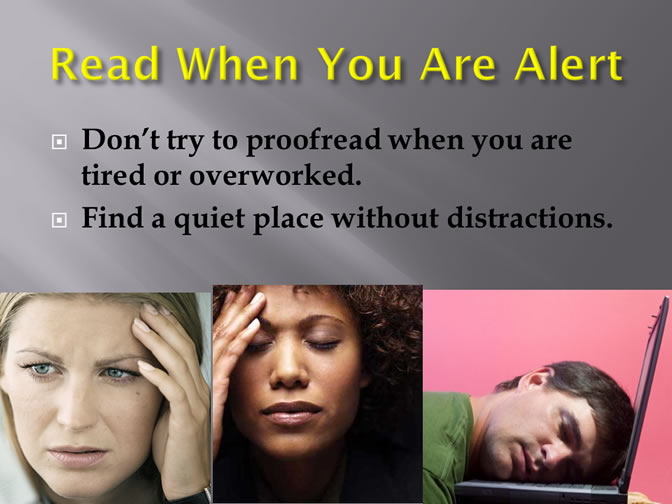 Read When You Are Alert
Don’t try to proofread when you are
tired or overworked.
Find a quiet place without distractions.